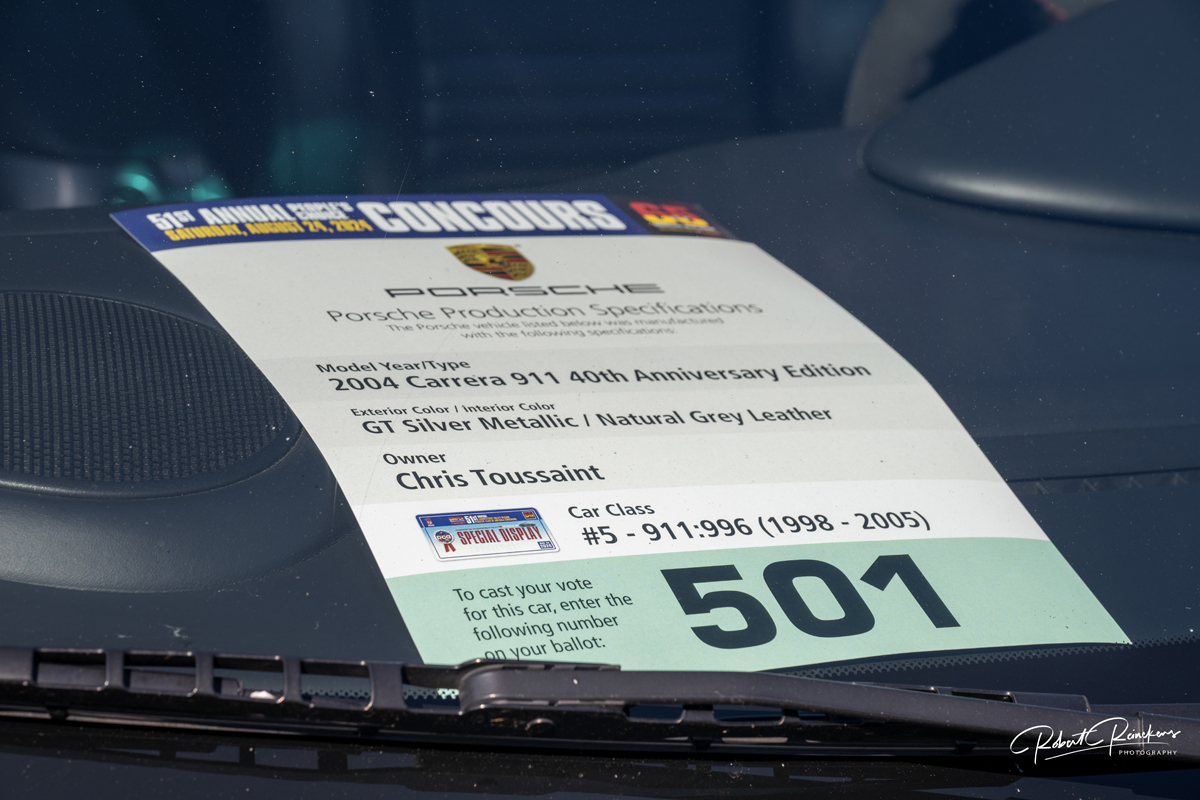 51ST ANNUAL PEOPLE'S CHOICE CONCOURS
SATURDAY, AUGUST 24, 2024
PORSCHE
Porsche Production Specifications
The Porsche vehicle listed below was manufactured
with the following specifications:
Model Year/Type
2004 Carrera 911 40th Anniversary Edition
Exterior Color / Interior Color
GT Silver Metallic / Natural Grey Leather
Owner
Chris Toussaint
51st
SPECIAL DISPLAY
Car Class
#5 - 911:996 (1998 - 2005)
To cast your vote
for this car, enter the
following number
on your ballot:
501
Robert E Reinckens
PHOTOGRAPHY